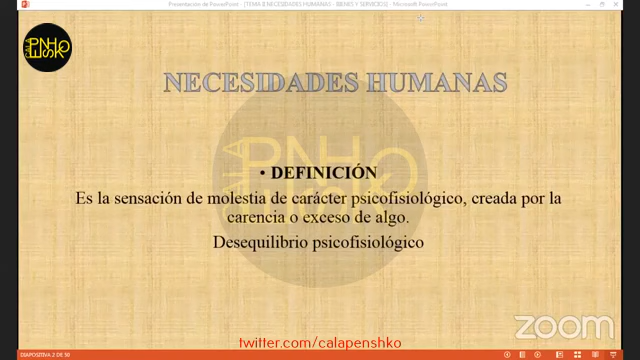 Presentación de PowerPoint - [TEMA II NECESIDADES HUMANAS - BIENES Y SERVICIOS] - Microsoft PowerPoint
NECESIDADES HUMANAS
• DEFINICIÓN
Es la sensación de molestia de carácter psicofisiológico, creada por la
carencia o exceso de algo.
Desequilibrio psicofisiológico
zoom
twitter.com/calapenshko
DIAPOSITIVA 2 DE 50